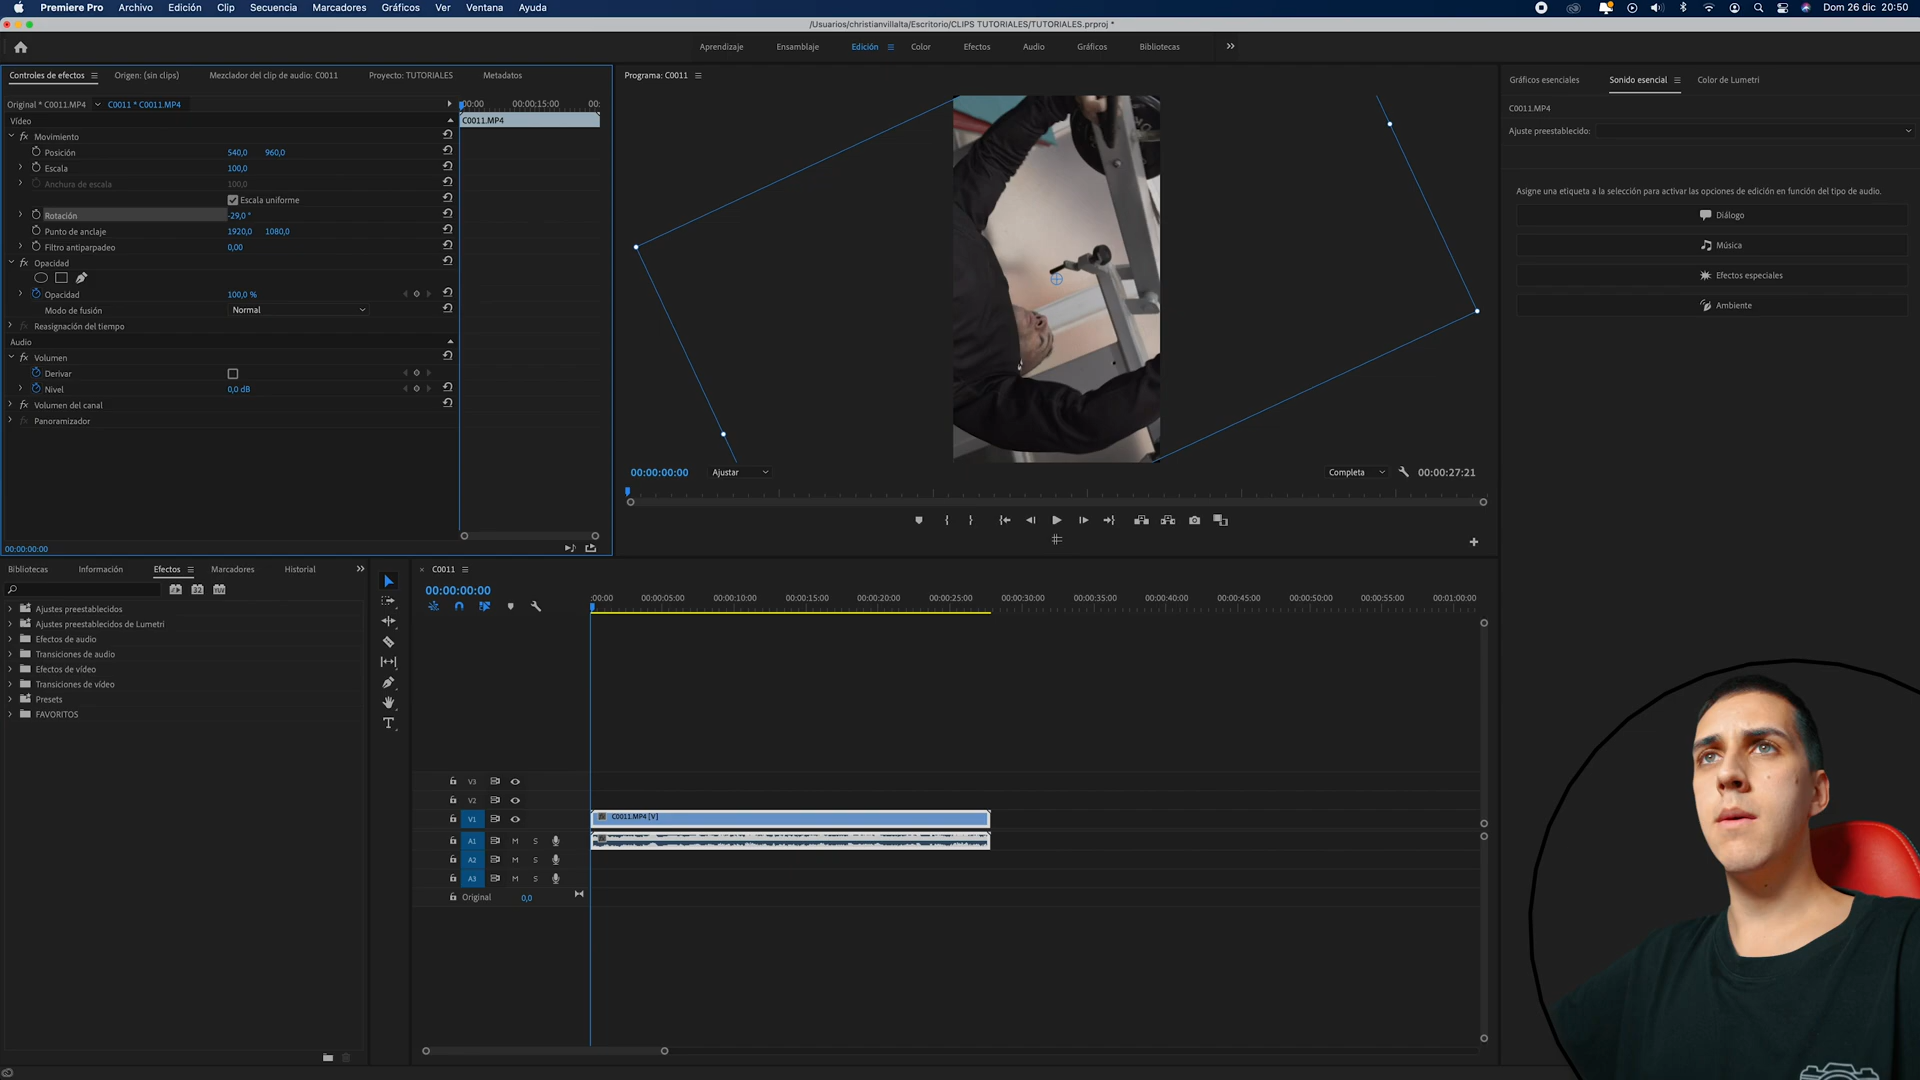 Premiere Pro Archivo Edición Clip Secuencia Marcadores Gráficos Ver Ventana Ayuda Dom 26 dic 20:50
/Usuarios/christianvillalta/Escritorio/CLIPS TUTORIALES/TUTORIALES.prproj *
Aprendizaje Ensamblaje Edición Color Efectos Audio Gráficos Bibliotecas
Controles de efectos Origen: (sin clips) Mezclador del clip de audio: C0011 Proyecto: TUTORIALES Metadatos
Original * C0011.MP4 C0011 * C0011.MP4
:00:00 00:00:15:00 00:
Vídeo
C0011.MP4
Movimiento
Posición 540,0 960,0
Escala 100,0
Anchura de escala 100,0
Escala uniforme
Rotación -29,0 °
Punto de anclaje 1920,0 1080,0
Filtro antiparpadeo 0,00
Opacidad
Opacidad 100,0 %
Modo de fusión Normal
Reasignación del tiempo
Audio
Volumen
Derivar
Nivel 0,0 dB
Volumen del canal
Panoramizador
00:00:00:00
Programa: C0011
00:00:00:00 Ajustar Completa 00:00:27:21
Gráficos esenciales Sonido esencial Color de Lumetri
C0011.MP4
Ajuste preestablecido:
Asigne una etiqueta a la selección para activar las opciones de edición en función del tipo de audio.
Diálogo
Música
Efectos especiales
Ambiente
Bibliotecas Información Efectos Marcadores Historial
Ajustes preestablecidos
Ajustes preestablecidos de Lumetri
Efectos de audio
Transiciones de audio
Efectos de vídeo
Transiciones de vídeo
Presets
FAVORITOS
C0011
00:00:00:00
:00:00 00:00:05:00 00:00:10:00 00:00:15:00 00:00:20:00 00:00:25:00 00:00:30:00 00:00:35:00 00:00:40:00 00:00:45:00 00:00:50:00 00:00:55:00 00:01:00:00
V3
V2
V1 C0011.MP4 [V]
A1 M S
A2 M S
A3 M S
Original 0,0